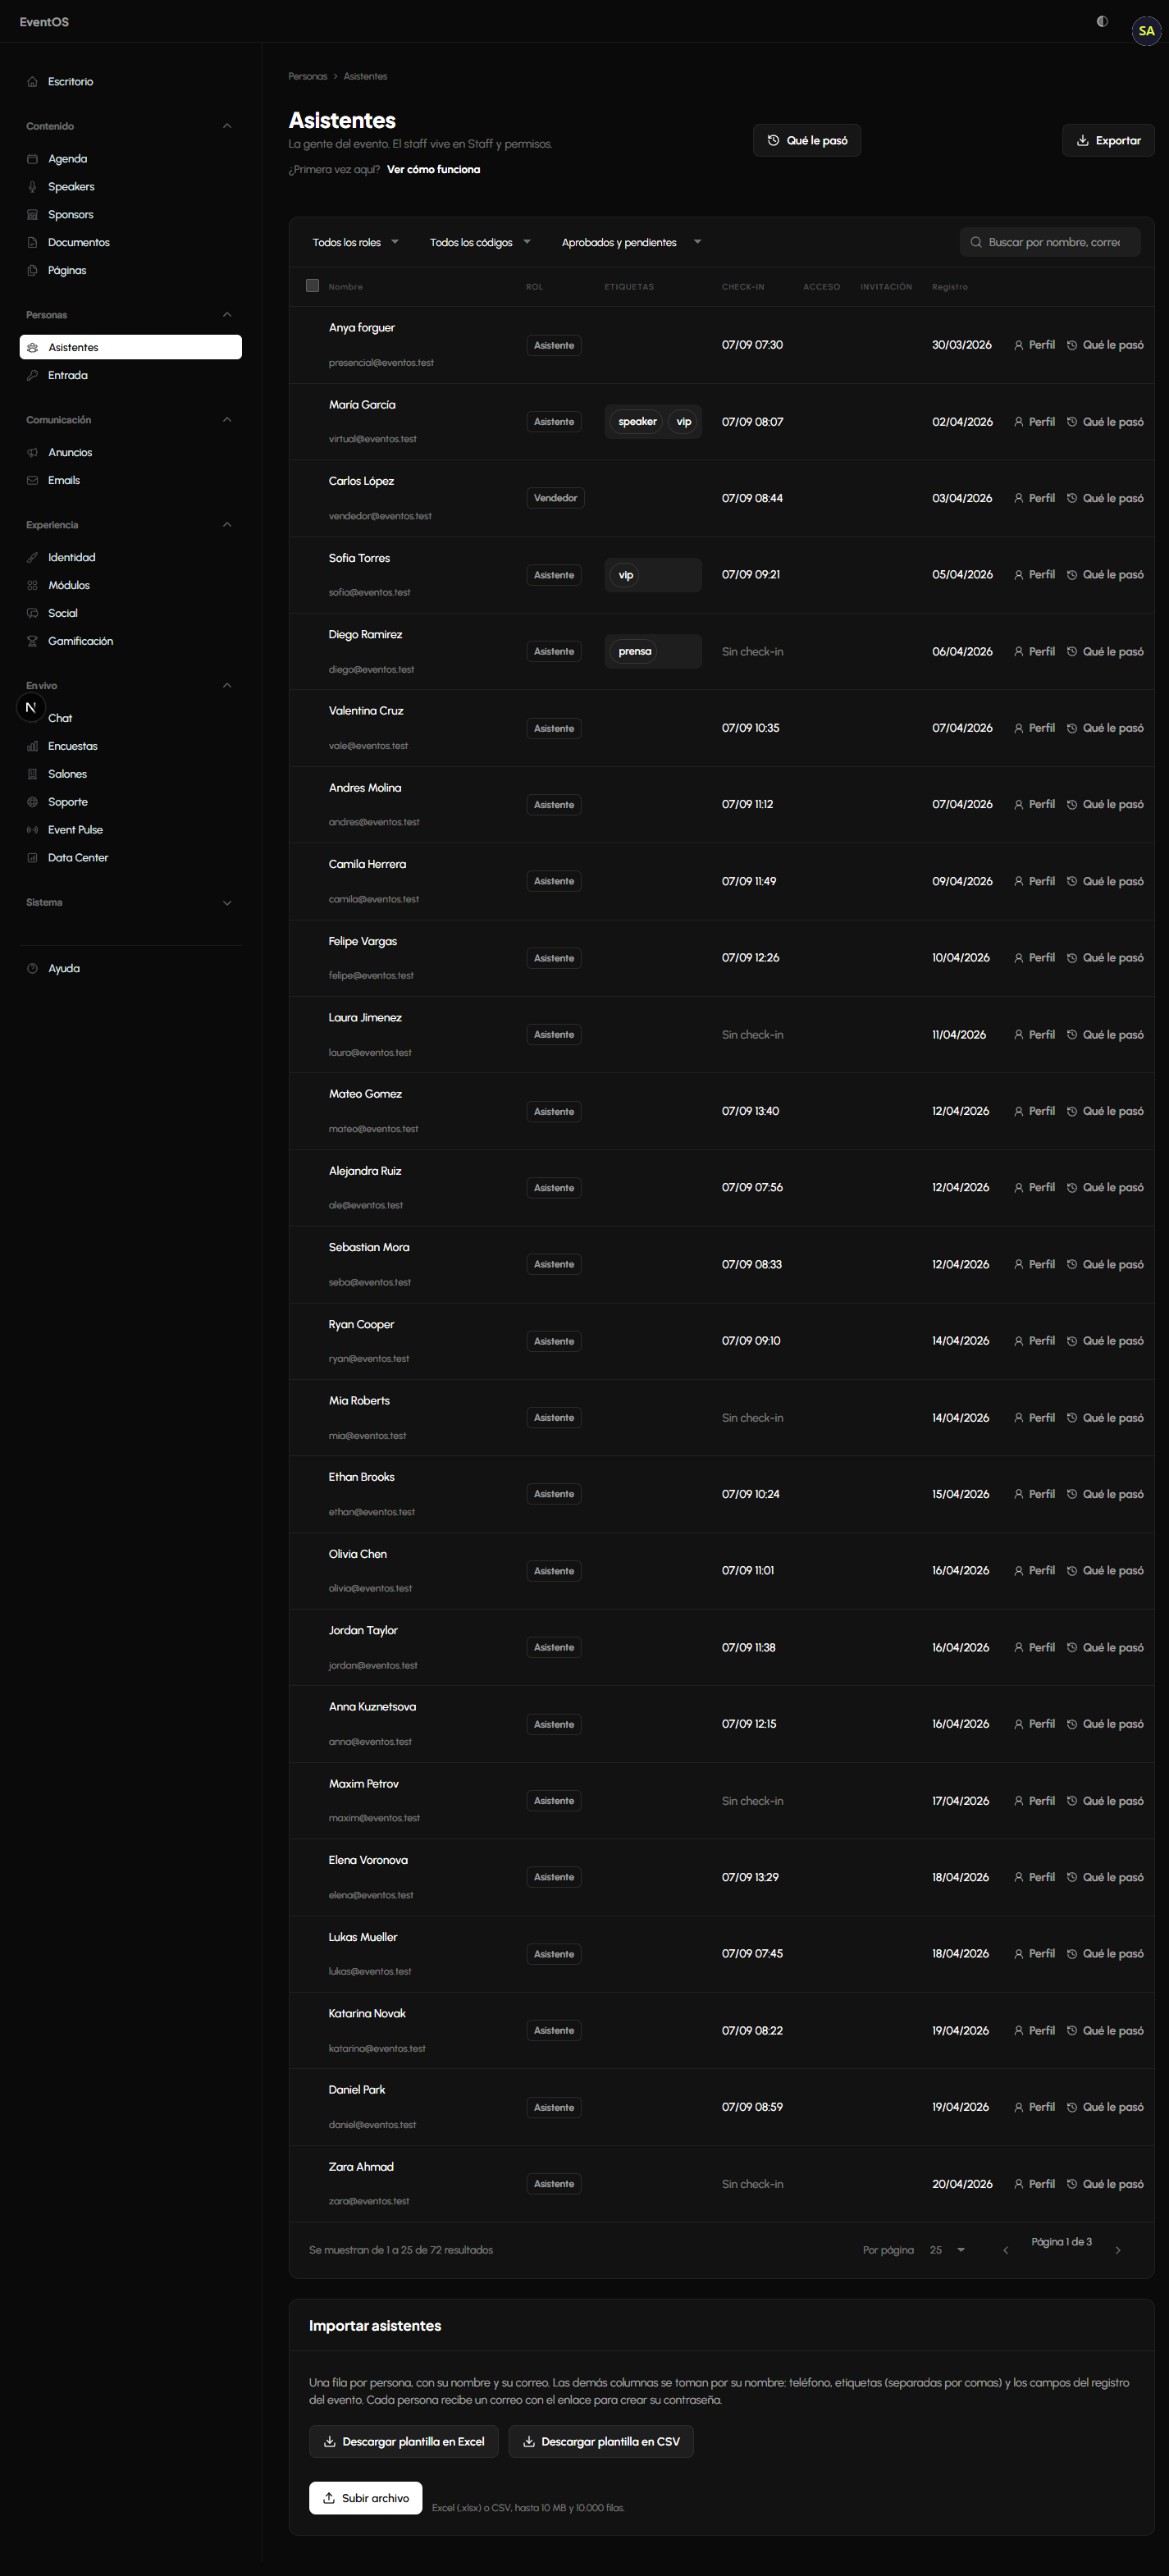 EventOS
SA
Escritorio
Contenido
Agenda
Speakers
Sponsors
Documentos
Páginas
Personas
Asistentes
Entrada
Comunicación
Anuncios
Emails
Experiencia
Identidad
Módulos
Social
Gamificación
En vivo
N
Chat
Encuestas
Salones
Soporte
Event Pulse
Data Center
Sistema
Ayuda
Personas > Asistentes
Asistentes
La gente del evento. El staff vive en Staff y permisos.
¿Primera vez aquí? Ver cómo funciona
Qué le pasó
Exportar
Todos los roles Todos los códigos Aprobados y pendientes Buscar por nombre, corre
Nombre ROL ETIQUETAS CHECK-IN ACCESO INVITACIÓN Registro
Anya forguer
presencial@eventos.test
Asistente 07/09 07:30 30/03/2026 Perfil Qué le pasó
María García
virtual@eventos.test
Asistente speaker vip 07/09 08:07 02/04/2026 Perfil Qué le pasó
Carlos López
vendedor@eventos.test
Vendedor 07/09 08:44 03/04/2026 Perfil Qué le pasó
Sofia Torres
sofia@eventos.test
Asistente vip 07/09 09:21 05/04/2026 Perfil Qué le pasó
Diego Ramirez
diego@eventos.test
Asistente prensa Sin check-in 06/04/2026 Perfil Qué le pasó
Valentina Cruz
vale@eventos.test
Asistente 07/09 10:35 07/04/2026 Perfil Qué le pasó
Andres Molina
andres@eventos.test
Asistente 07/09 11:12 07/04/2026 Perfil Qué le pasó
Camila Herrera
camila@eventos.test
Asistente 07/09 11:49 09/04/2026 Perfil Qué le pasó
Felipe Vargas
felipe@eventos.test
Asistente 07/09 12:26 10/04/2026 Perfil Qué le pasó
Laura Jimenez
laura@eventos.test
Asistente Sin check-in 11/04/2026 Perfil Qué le pasó
Mateo Gomez
mateo@eventos.test
Asistente 07/09 13:40 12/04/2026 Perfil Qué le pasó
Alejandra Ruiz
ale@eventos.test
Asistente 07/09 07:56 12/04/2026 Perfil Qué le pasó
Sebastian Mora
seba@eventos.test
Asistente 07/09 08:33 12/04/2026 Perfil Qué le pasó
Ryan Cooper
ryan@eventos.test
Asistente 07/09 09:10 14/04/2026 Perfil Qué le pasó
Mia Roberts
mia@eventos.test
Asistente Sin check-in 14/04/2026 Perfil Qué le pasó
Ethan Brooks
ethan@eventos.test
Asistente 07/09 10:24 15/04/2026 Perfil Qué le pasó
Olivia Chen
olivia@eventos.test
Asistente 07/09 11:01 16/04/2026 Perfil Qué le pasó
Jordan Taylor
jordan@eventos.test
Asistente 07/09 11:38 16/04/2026 Perfil Qué le pasó
Anna Kuznetsova
anna@eventos.test
Asistente 07/09 12:15 16/04/2026 Perfil Qué le pasó
Maxim Petrov
maxim@eventos.test
Asistente Sin check-in 17/04/2026 Perfil Qué le pasó
Elena Voronova
elena@eventos.test
Asistente 07/09 13:29 18/04/2026 Perfil Qué le pasó
Lukas Mueller
lukas@eventos.test
Asistente 07/09 07:45 18/04/2026 Perfil Qué le pasó
Katarina Novak
katarina@eventos.test
Asistente 07/09 08:22 19/04/2026 Perfil Qué le pasó
Daniel Park
daniel@eventos.test
Asistente 07/09 08:59 19/04/2026 Perfil Qué le pasó
Zara Ahmad
zara@eventos.test
Asistente Sin check-in 20/04/2026 Perfil Qué le pasó
Se muestran de 1 a 25 de 72 resultados Por página 25 Página 1 de 3
Importar asistentes
Una fila por persona, con su nombre y su correo. Las demás columnas se toman por su nombre: teléfono, etiquetas (separadas por comas) y los campos del registro
del evento. Cada persona recibe un correo con el enlace para crear su contraseña.
Descargar plantilla en Excel Descargar plantilla en CSV
Subir archivo Excel (.xlsx) o CSV, hasta 10 MB y 10.000 filas.